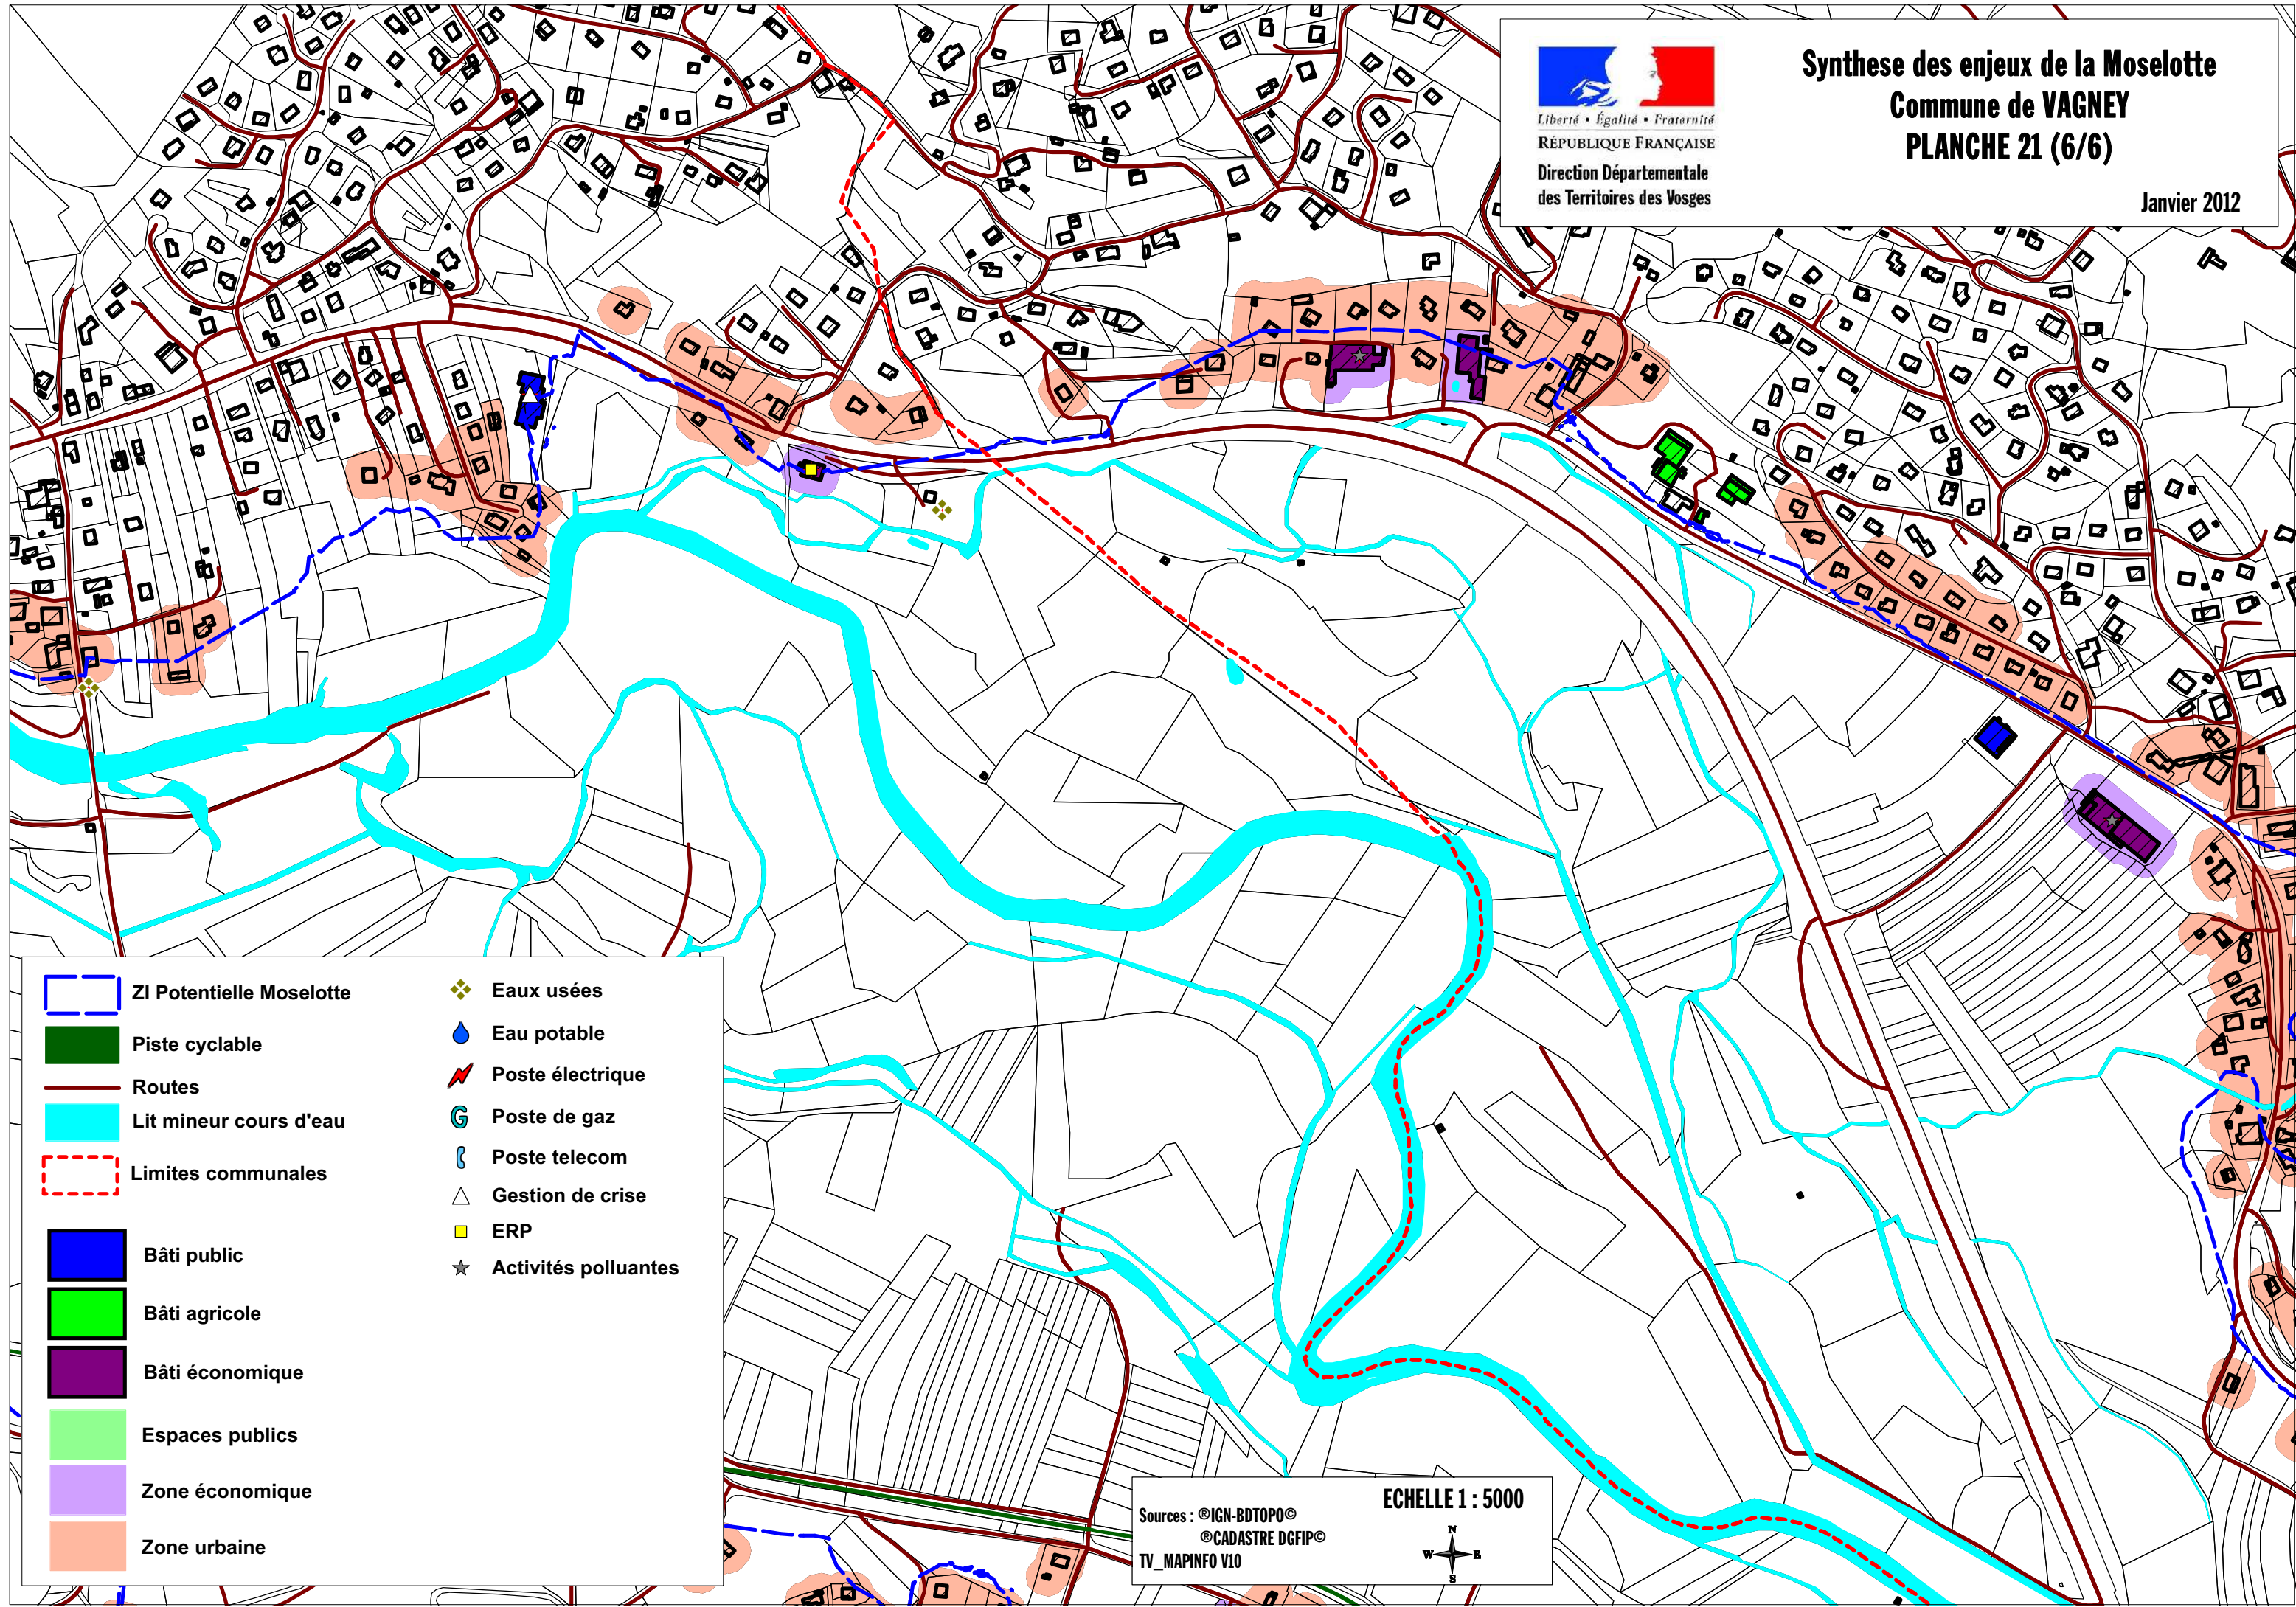 Synthese des enjeux de la Moselotte
Commune de VAGNEY
PLANCHE 21 (6/6)
Janvier 2012
Liberté • Égalité • Fraternité
RÉPUBLIQUE FRANÇAISE
Direction Départementale
des Territoires des Vosges
ZI Potentielle Moselotte
Piste cyclable
Routes
Lit mineur cours d'eau
Limites communales
Bâti public
Bâti agricole
Bâti économique
Espaces publics
Zone économique
Zone urbaine
Eaux usées
Eau potable
Poste électrique
G Poste de gaz
Poste telecom
Gestion de crise
ERP
Activités polluantes
ECHELLE 1 : 5000
Sources : ®IGN-BDTOPO©
®CADASTRE DGFIP©
TV_MAPINFO V10
N
W E
S